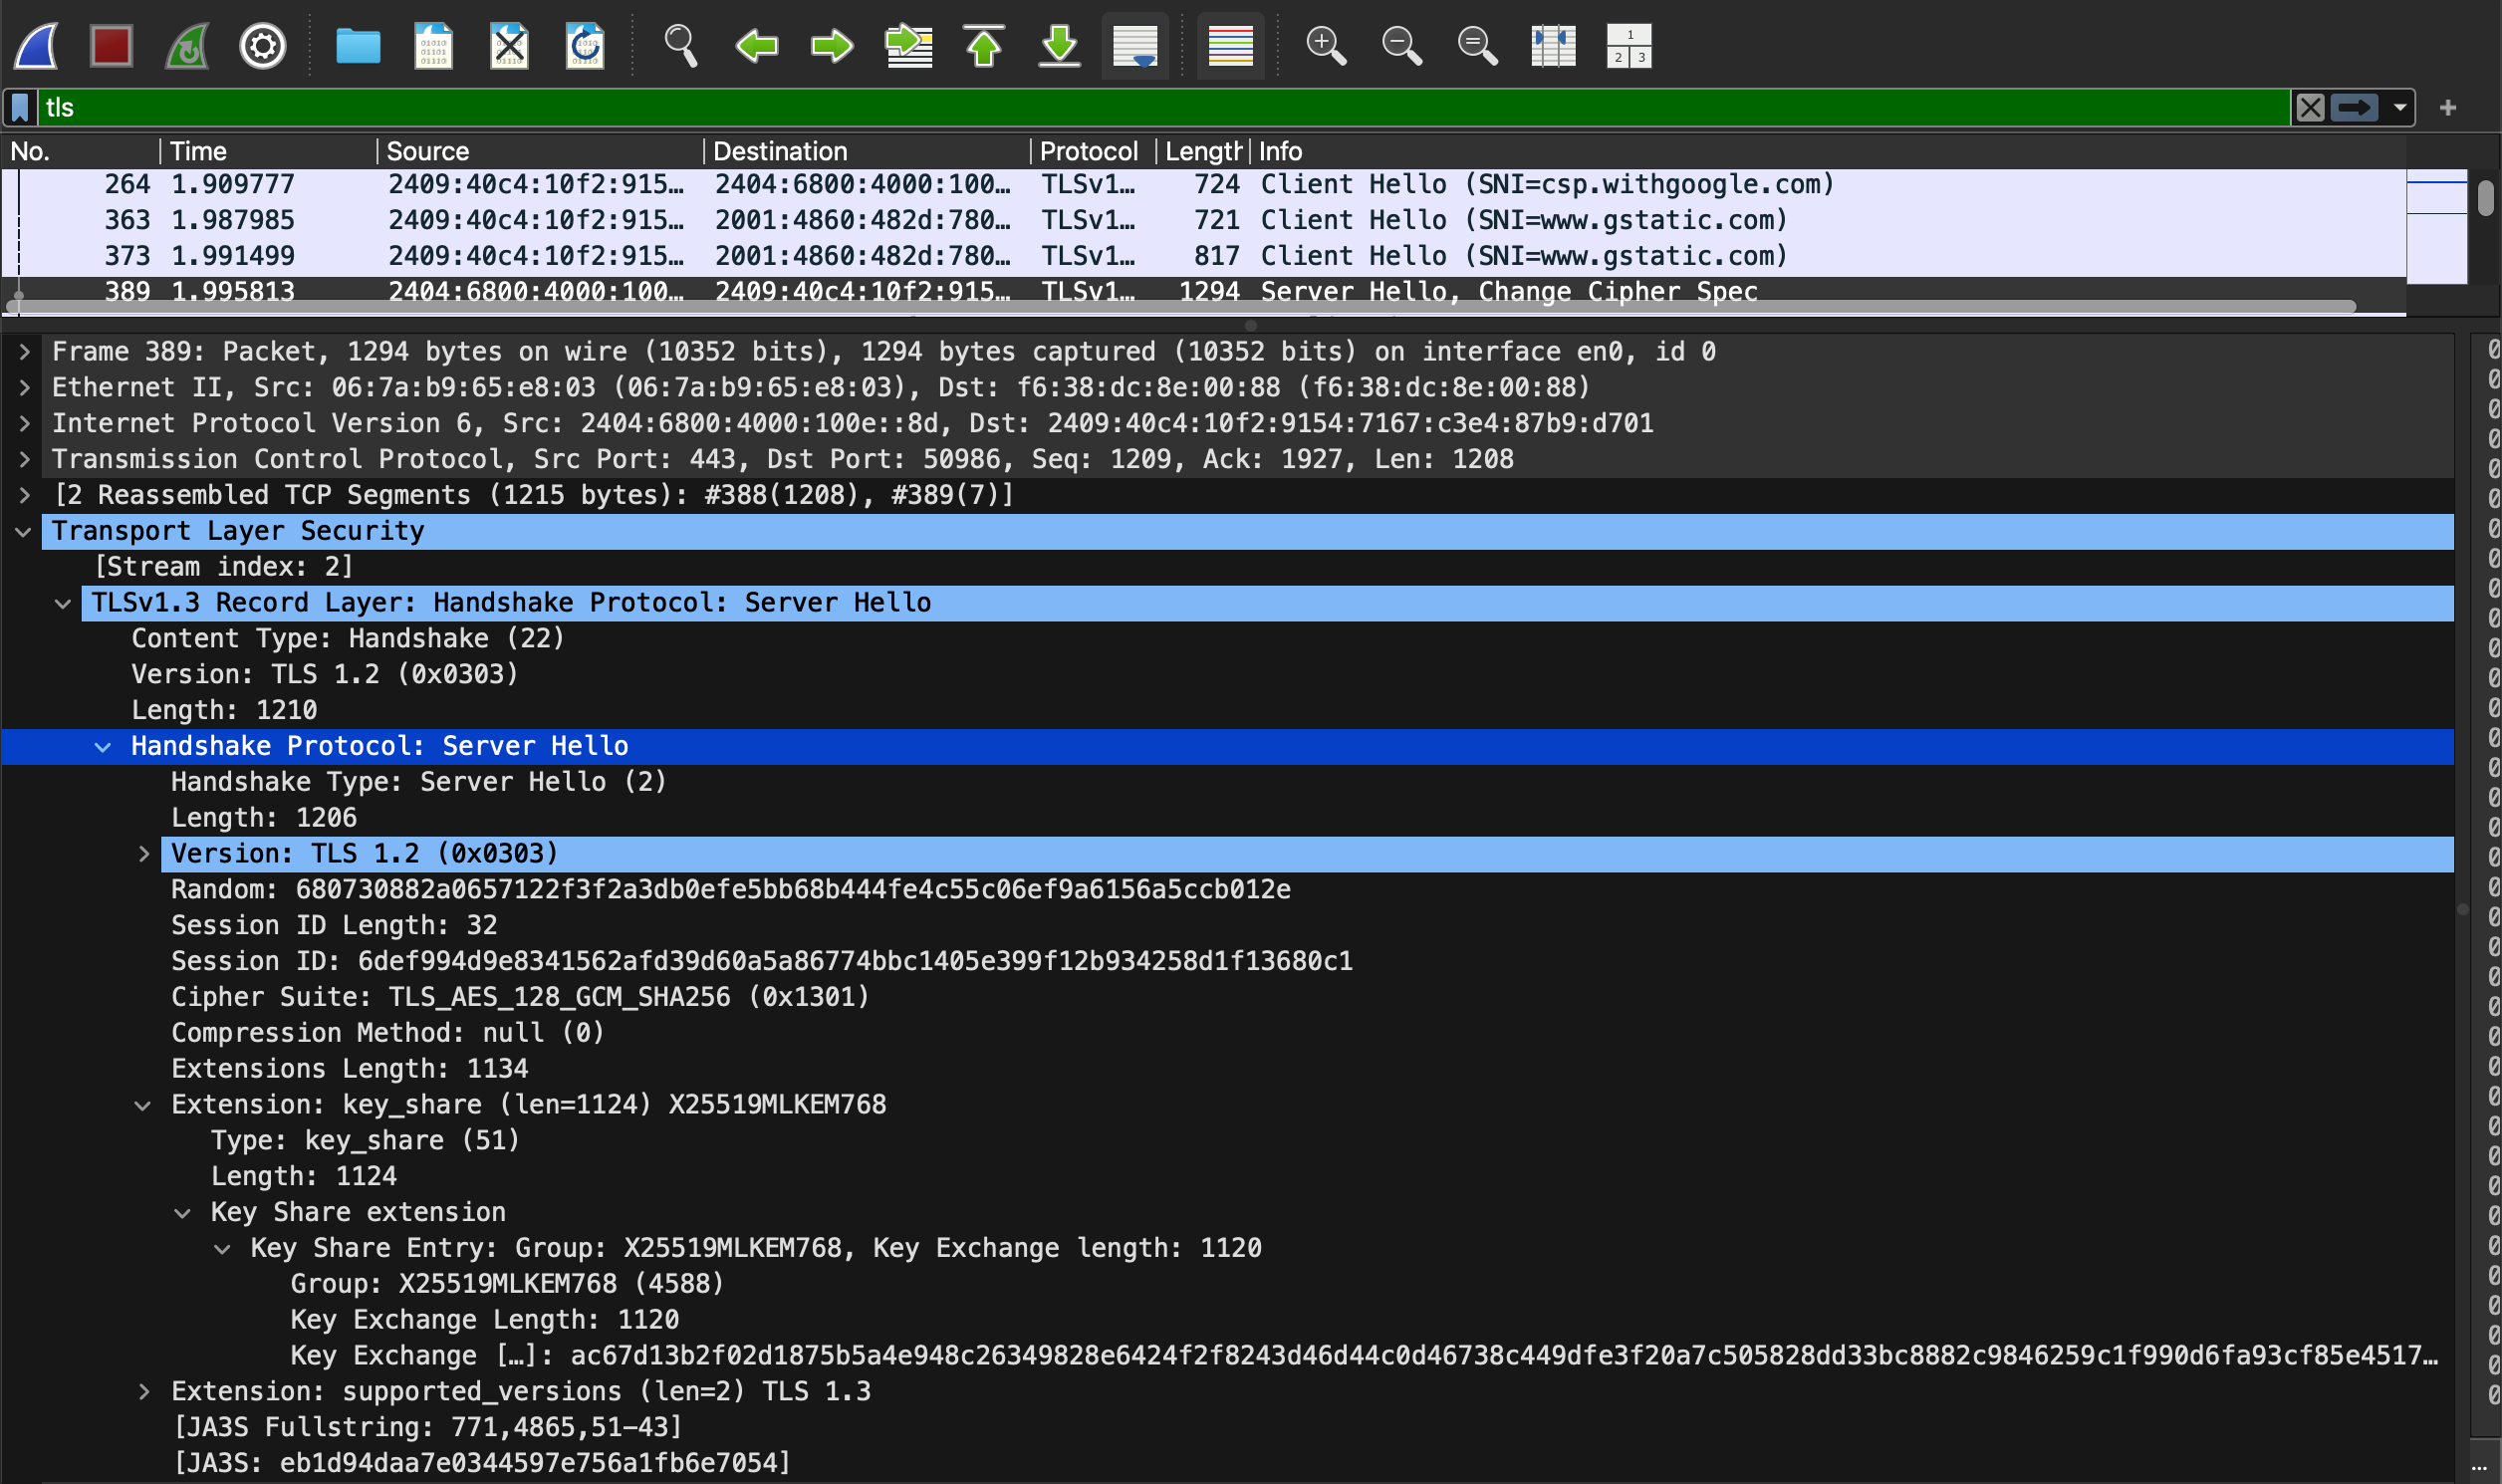 tls
No. Time Source Destination Protocol Length Info
264 1.909777 2409:40c4:10f2:915… 2404:6800:4000:100… TLSv1… 724 Client Hello (SNI=csp.withgoogle.com)
363 1.987985 2409:40c4:10f2:915… 2001:4860:482d:780… TLSv1… 721 Client Hello (SNI=www.gstatic.com)
373 1.991499 2409:40c4:10f2:915… 2001:4860:482d:780… TLSv1… 817 Client Hello (SNI=www.gstatic.com)
389 1.995813 2404:6800:4000:100… 2409:40c4:10f2:915… TLSv1… 1294 Server Hello, Change Cipher Spec
Frame 389: Packet, 1294 bytes on wire (10352 bits), 1294 bytes captured (10352 bits) on interface en0, id 0
Ethernet II, Src: 06:7a:b9:65:e8:03 (06:7a:b9:65:e8:03), Dst: f6:38:dc:8e:00:88 (f6:38:dc:8e:00:88)
Internet Protocol Version 6, Src: 2404:6800:4000:100e::8d, Dst: 2409:40c4:10f2:9154:7167:c3e4:87b9:d701
Transmission Control Protocol, Src Port: 443, Dst Port: 50986, Seq: 1209, Ack: 1927, Len: 1208
[2 Reassembled TCP Segments (1215 bytes): #388(1208), #389(7)]
Transport Layer Security
[Stream index: 2]
TLSv1.3 Record Layer: Handshake Protocol: Server Hello
Content Type: Handshake (22)
Version: TLS 1.2 (0x0303)
Length: 1210
Handshake Protocol: Server Hello
Handshake Type: Server Hello (2)
Length: 1206
Version: TLS 1.2 (0x0303)
Random: 680730882a0657122f3f2a3db0efe5bb68b444fe4c55c06ef9a6156a5ccb012e
Session ID Length: 32
Session ID: 6def994d9e8341562afd39d60a5a86774bbc1405e399f12b934258d1f13680c1
Cipher Suite: TLS_AES_128_GCM_SHA256 (0x1301)
Compression Method: null (0)
Extensions Length: 1134
Extension: key_share (len=1124) X25519MLKEM768
Type: key_share (51)
Length: 1124
Key Share extension
Key Share Entry: Group: X25519MLKEM768, Key Exchange length: 1120
Group: X25519MLKEM768 (4588)
Key Exchange Length: 1120
Key Exchange […]: ac67d13b2f02d1875b5a4e948c26349828e6424f2f8243d46d44c0d46738c449dfe3f20a7c505828dd33bc8882c9846259c1f990d6fa93cf85e4517…
Extension: supported_versions (len=2) TLS 1.3
[JA3S Fullstring: 771,4865,51-43]
[JA3S: eb1d94daa7e0344597e756a1fb6e7054]